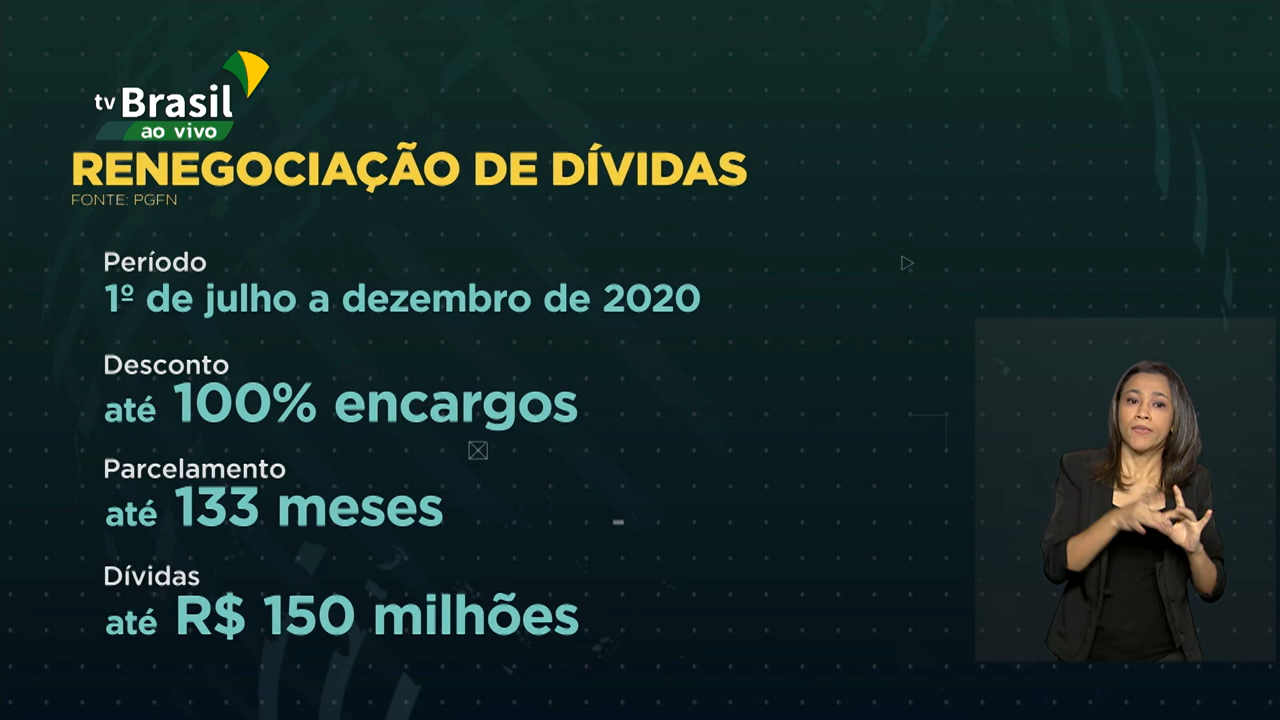 tv Brasil
ao vivo
RENEGOCIAÇÃO DE DÍVIDAS
FONTE: PGFN
Período
1º de julho a dezembro de 2020
Desconto
até 100% encargos
Parcelamento
até 133 meses
Dívidas
até R$ 150 milhões